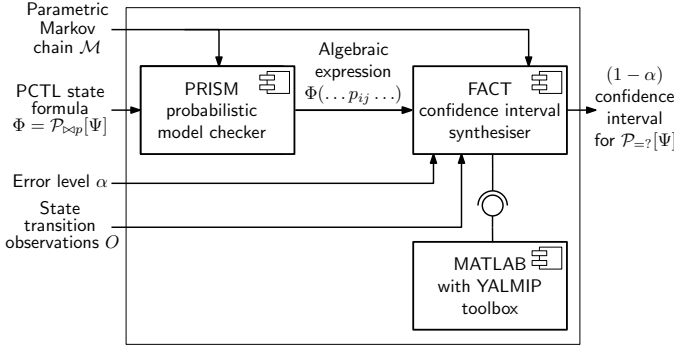 Parametric
Markov
chain ℳ
PCTL state
formula
Φ = 𝒫⋈p[Ψ]
Error level α
State
transition
observations O
PRISM
probabilistic
model checker
Algebraic
expression
Φ(… pij …)
FACT
confidence interval
synthesiser
MATLAB
with YALMIP
toolbox
(1 − α)
confidence
interval
for 𝒫=?[Ψ]